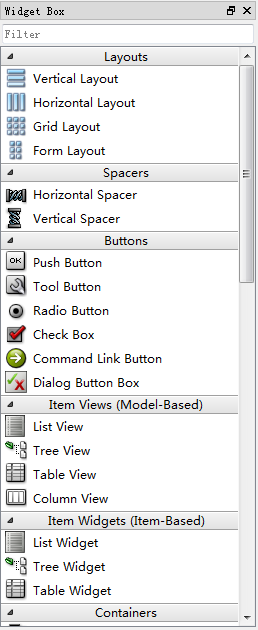 Widget Box
Filter
Layouts
Vertical Layout
Horizontal Layout
Grid Layout
Form Layout
Spacers
Horizontal Spacer
Vertical Spacer
Buttons
OK
Push Button
Tool Button
Radio Button
Check Box
Command Link Button
Dialog Button Box
Item Views (Model-Based)
List View
Tree View
Table View
Column View
Item Widgets (Item-Based)
List Widget
Tree Widget
Table Widget
Containers